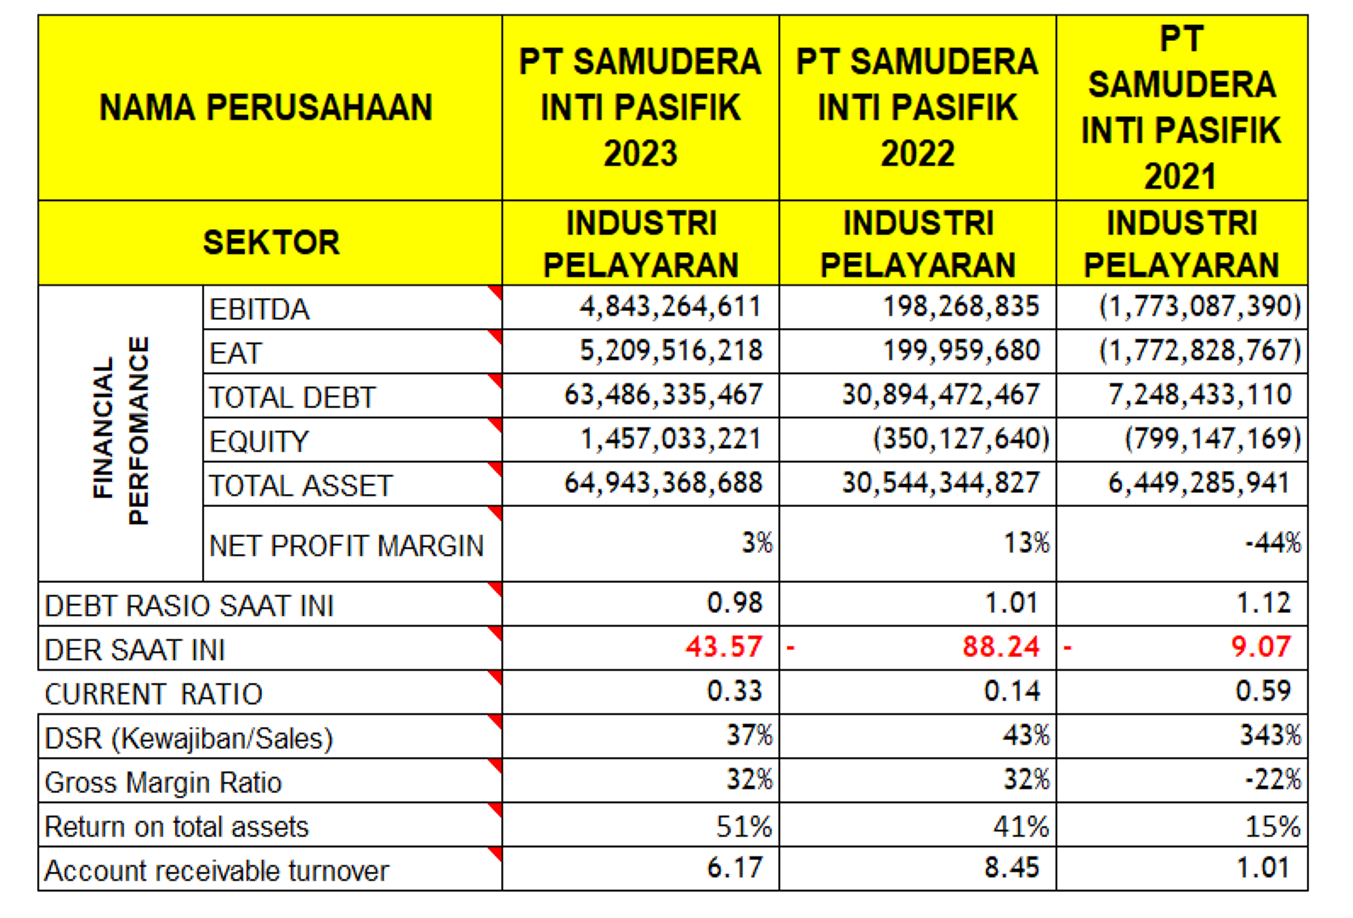 NAMA PERUSAHAAN
PT SAMUDERA
INTI PASIFIK
2023
PT SAMUDERA
INTI PASIFIK
2022
PT
SAMUDERA
INTI PASIFIK
2021
SEKTOR
INDUSTRI
PELAYARAN
INDUSTRI
PELAYARAN
INDUSTRI
PELAYARAN
FINANCIAL
PERFOMANCE
EBITDA 4,843,264,611 198,268,835 (1,773,087,390)
EAT 5,209,516,218 199,959,680 (1,772,828,767)
TOTAL DEBT 63,486,335,467 30,894,472,467 7,248,433,110
EQUITY 1,457,033,221 (350,127,640) (799,147,169)
TOTAL ASSET 64,943,368,688 30,544,344,827 6,449,285,941
NET PROFIT MARGIN 3% 13% -44%
DEBT RASIO SAAT INI 0.98 1.01 1.12
DER SAAT INI 43.57 - 88.24 - 9.07
CURRENT RATIO 0.33 0.14 0.59
DSR (Kewajiban/Sales) 37% 43% 343%
Gross Margin Ratio 32% 32% -22%
Return on total assets 51% 41% 15%
Account receivable turnover 6.17 8.45 1.01